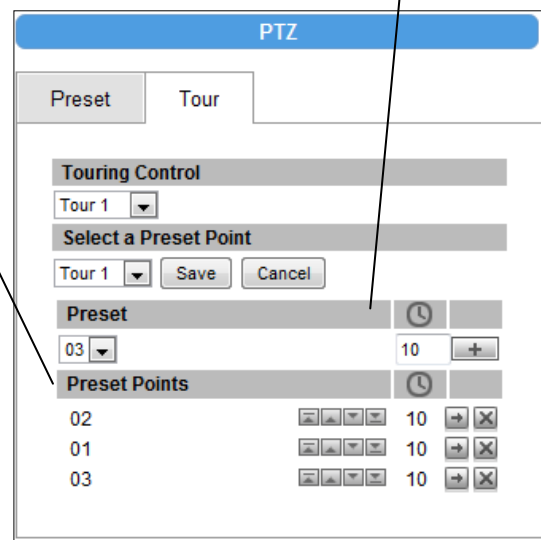 PTZ
Preset Tour
Touring Control
Tour 1
Select a Preset Point
Tour 1 Save Cancel
Preset
03 10 +
Preset Points
02 10
01 10
03 10